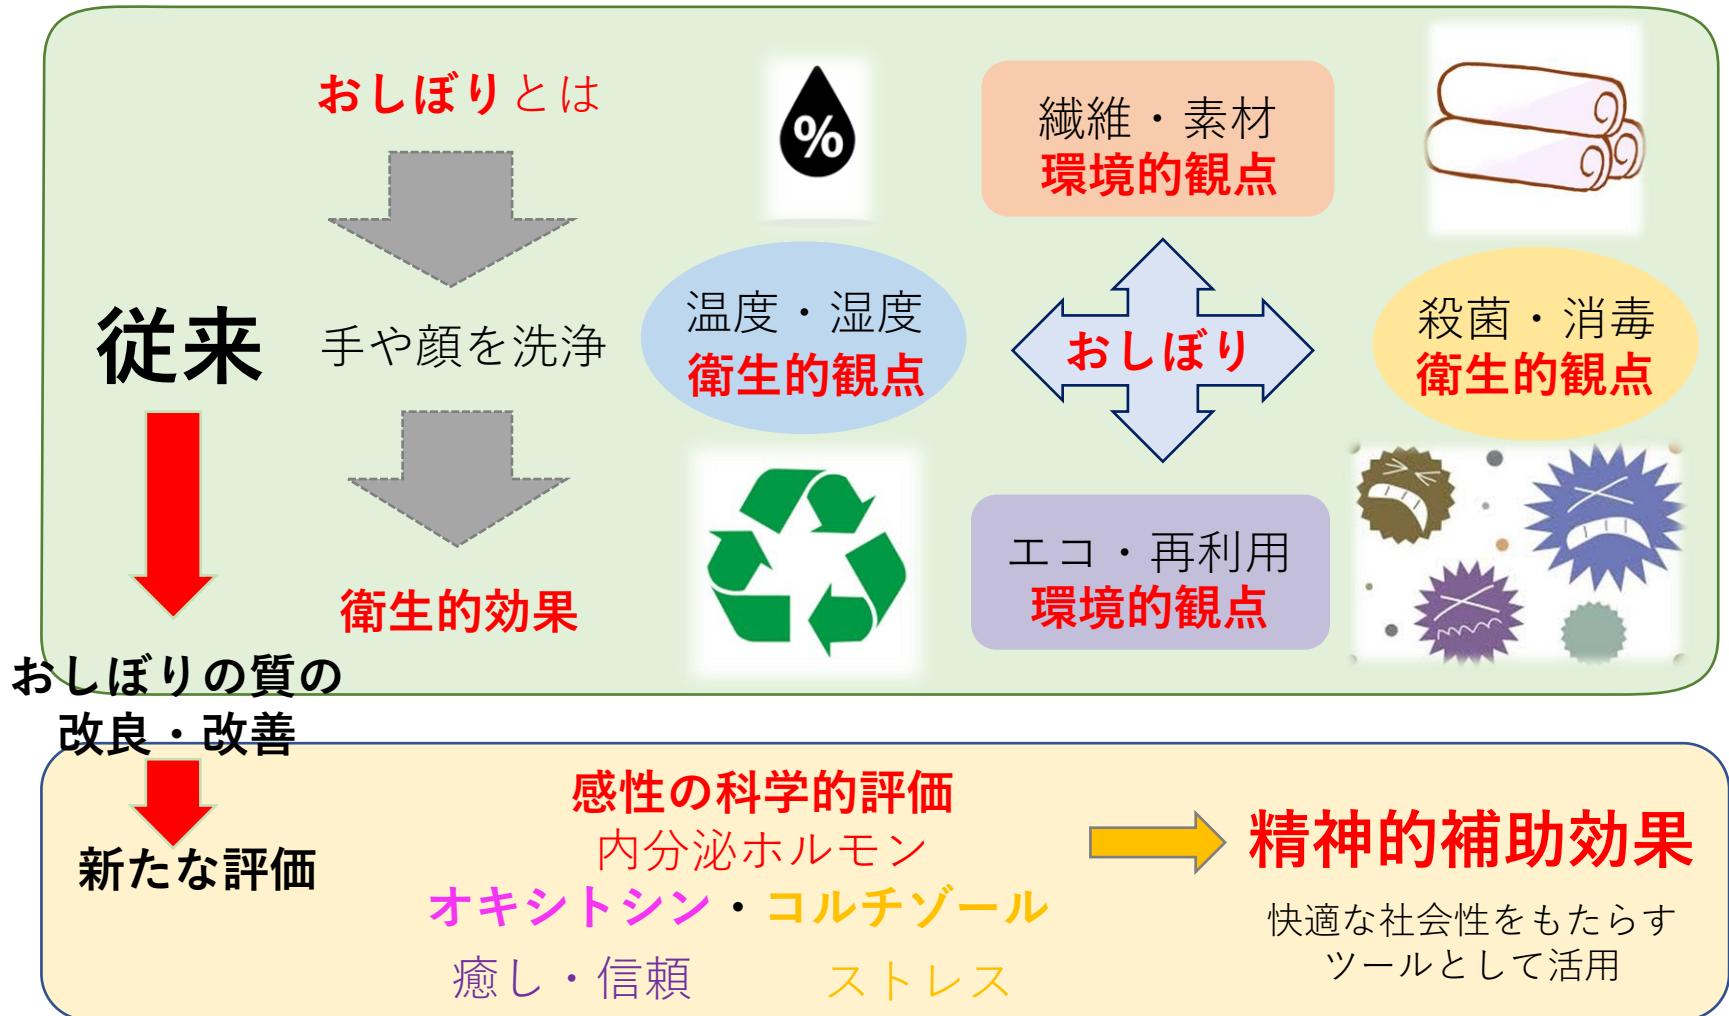 おしぼりとは
従来
手や顔を洗浄
衛生的効果
%
繊維・素材
環境的観点
温度・湿度
衛生的観点
おしぼり
殺菌・消毒
衛生的観点
エコ・再利用
環境的観点
おしぼりの質の
改良・改善
新たな評価
感性の科学的評価
内分泌ホルモン
オキシトシン・コルチゾール
癒し・信頼
ストレス
精神的補助効果
快適な社会性をもたらす
ツールとして活用